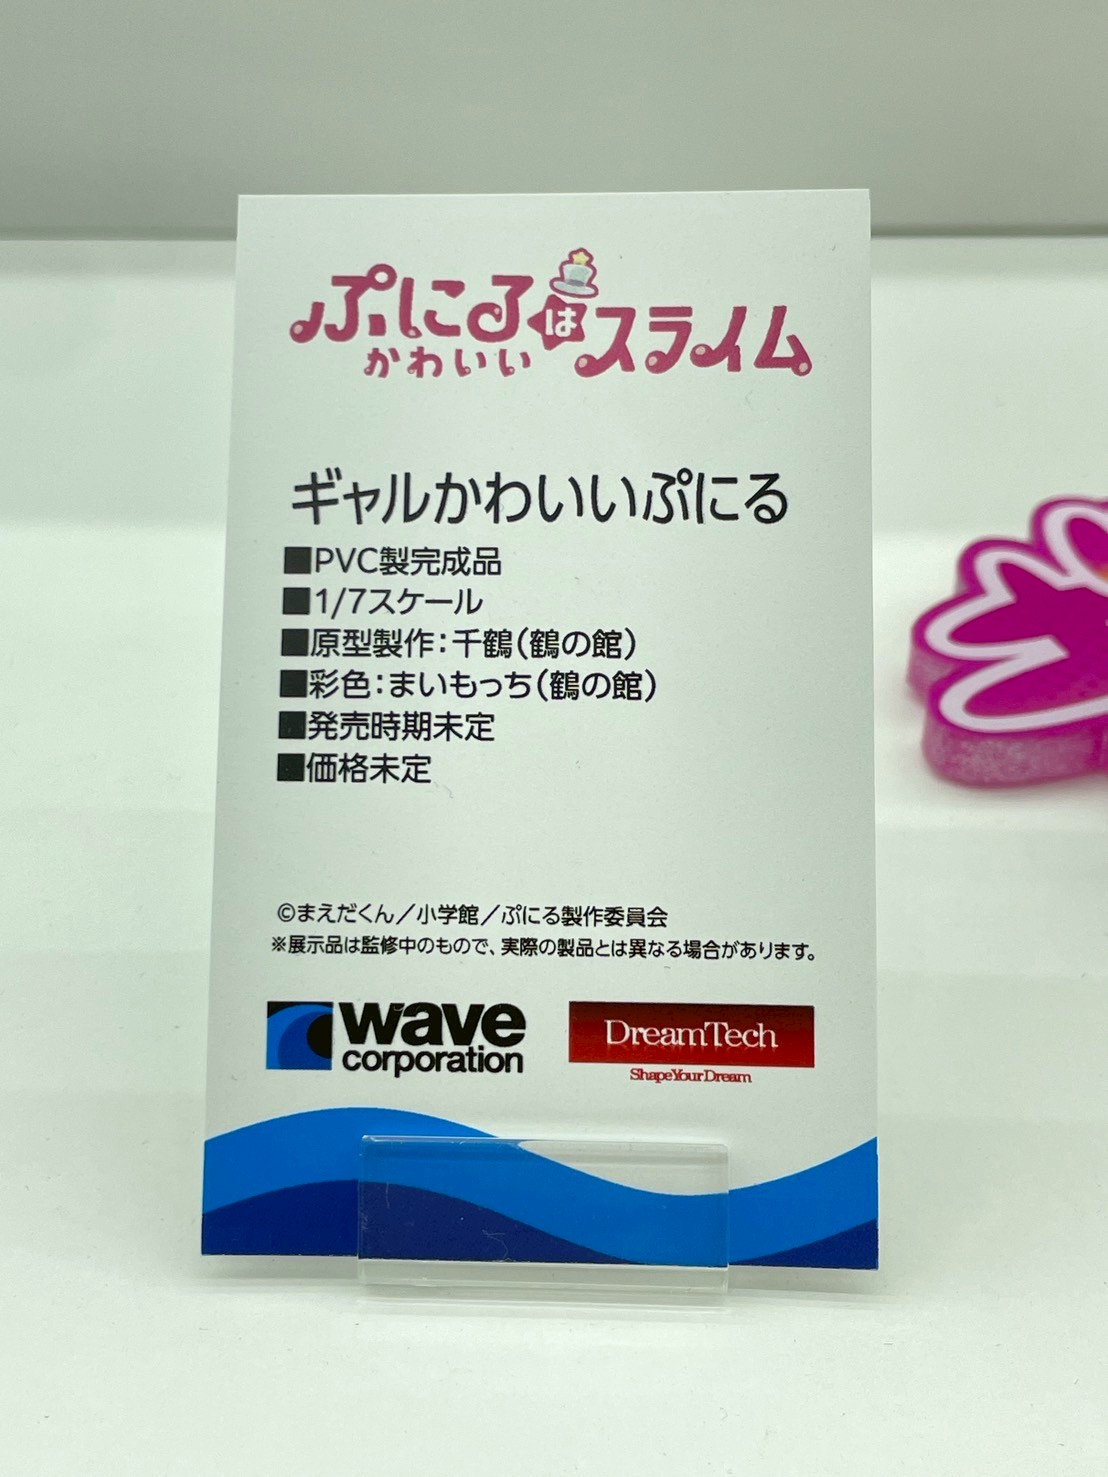 ぷにるは
かわいいスライム
ギャルかわいいぷにる
■PVC製完成品
■1/7スケール
■原型製作：千鶴（鶴の館）
■彩色：まいもっち（鶴の館）
■発売時期未定
■価格未定
©まえだくん／小学館／ぷにる製作委員会
※展示品は監修中のもので、実際の製品とは異なる場合があります。
wave
corporation
DreamTech
Shape Your Dream